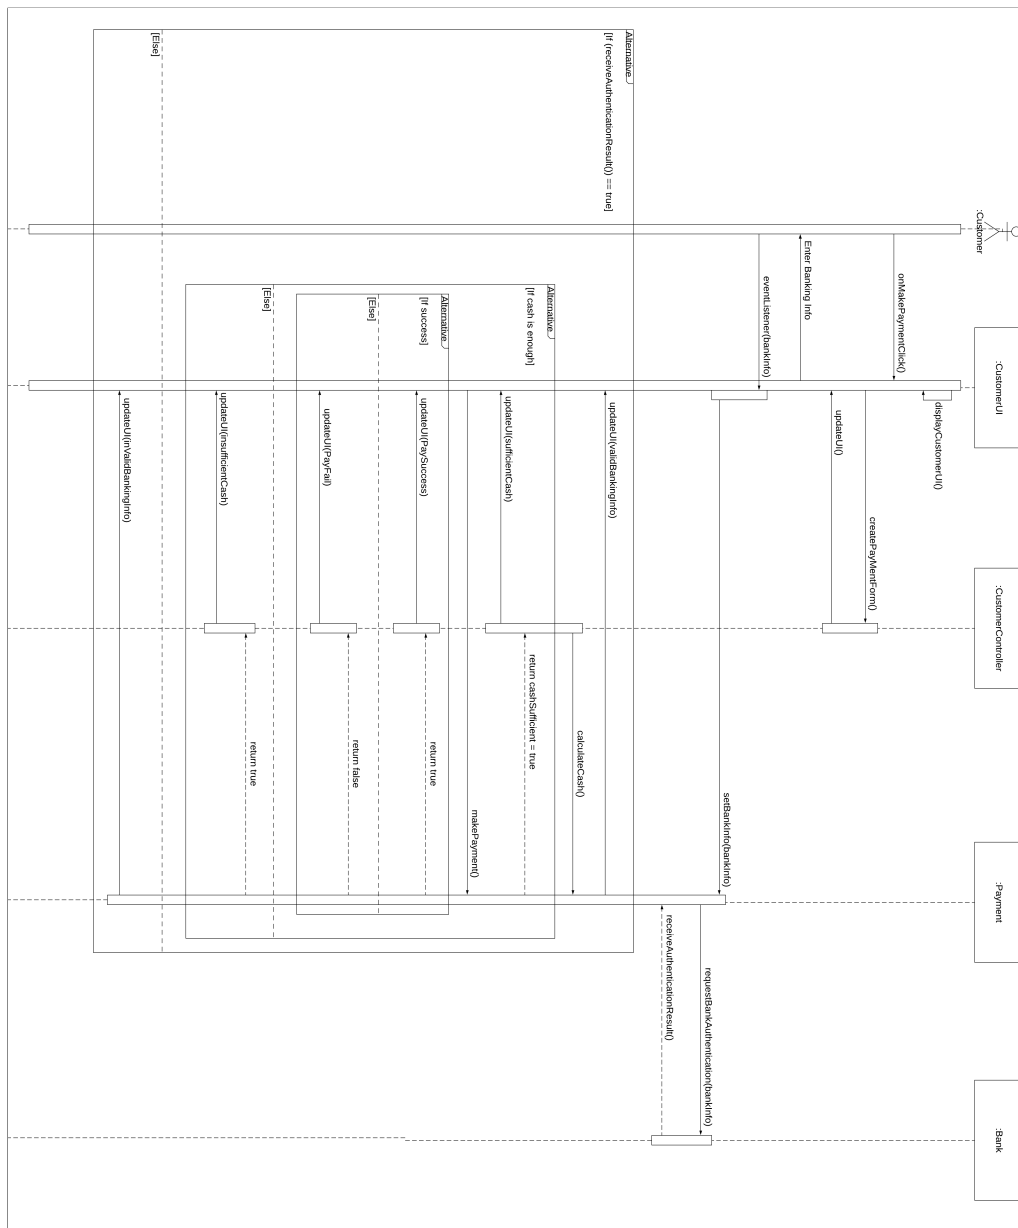 :Customer
:CustomerUI
:CustomerController
:Payment
:Bank
displayCustomerUI()
onMakePaymentClick()
createPayMentForm()
updateUI()
Enter Banking Info
eventListener(bankInfo)
setBankInfo(bankInfo)
requestBankAuthentication(bankInfo)
receiveAuthenticationResult()
Alternative
[If (receiveAuthenticationResult()) == true]
updateUI(validBankingInfo)
calculateCash()
Alternative
[If cash is enough]
return cashSufficient = true
updateUI(sufficientCash)
makePayment()
Alternative
[If success]
return true
updateUI(PaySuccess)
[Else]
return false
updateUI(PayFail)
[Else]
return true
updateUI(insufficientCash)
[Else]
updateUI(inValidBankingInfo)